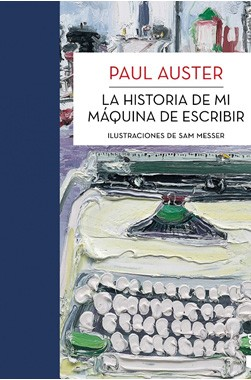 PAUL AUSTER
LA HISTORIA DE MI
MÁQUINA DE ESCRIBIR
ILUSTRACIONES DE SAM MESSER